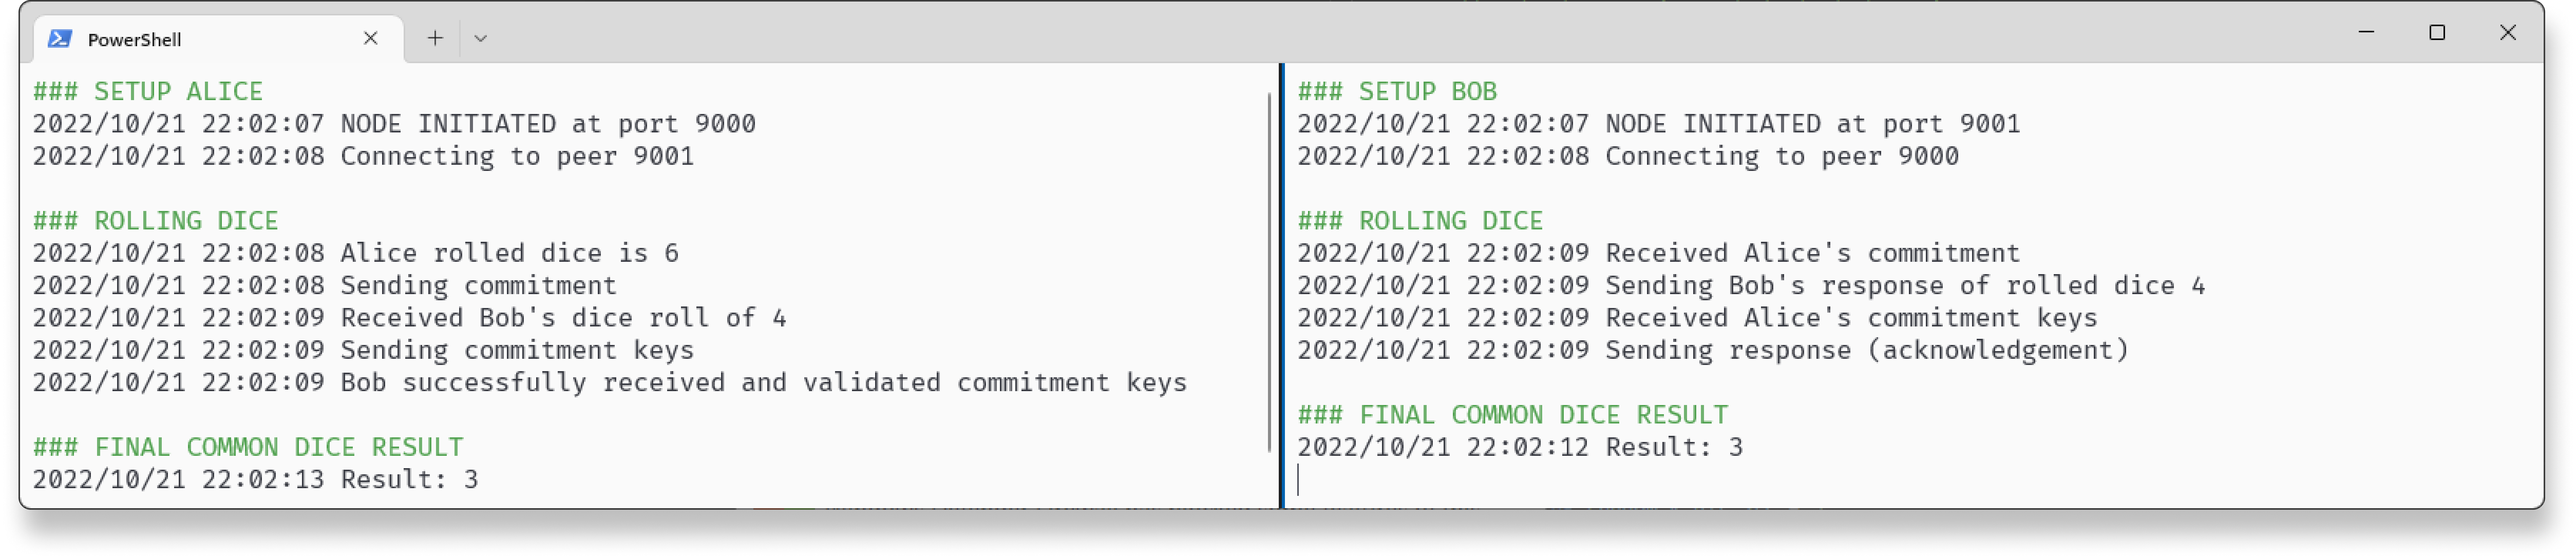 PowerShell
### SETUP ALICE
2022/10/21 22:02:07 NODE INITIATED at port 9000
2022/10/21 22:02:08 Connecting to peer 9001
### ROLLING DICE
2022/10/21 22:02:08 Alice rolled dice is 6
2022/10/21 22:02:08 Sending commitment
2022/10/21 22:02:09 Received Bob's dice roll of 4
2022/10/21 22:02:09 Sending commitment keys
2022/10/21 22:02:09 Bob successfully received and validated commitment keys
### FINAL COMMON DICE RESULT
2022/10/21 22:02:13 Result: 3
### SETUP BOB
2022/10/21 22:02:07 NODE INITIATED at port 9001
2022/10/21 22:02:08 Connecting to peer 9000
### ROLLING DICE
2022/10/21 22:02:09 Received Alice's commitment
2022/10/21 22:02:09 Sending Bob's response of rolled dice 4
2022/10/21 22:02:09 Received Alice's commitment keys
2022/10/21 22:02:09 Sending response (acknowledgement)
### FINAL COMMON DICE RESULT
2022/10/21 22:02:12 Result: 3